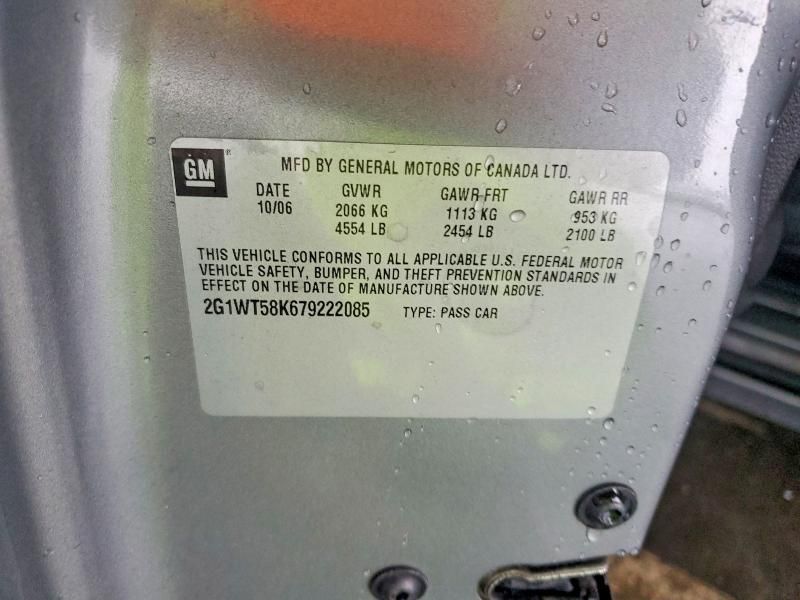 GM®
MFD BY GENERAL MOTORS OF CANADA LTD.
DATE GVWR GAWR FRT GAWR RR
10/06 2066 KG 1113 KG 953 KG
4554 LB 2454 LB 2100 LB
THIS VEHICLE CONFORMS TO ALL APPLICABLE U.S. FEDERAL MOTOR
VEHICLE SAFETY, BUMPER, AND THEFT PREVENTION STANDARDS IN
EFFECT ON THE DATE OF MANUFACTURE SHOWN ABOVE.
2G1WT58K679222085 TYPE: PASS CAR